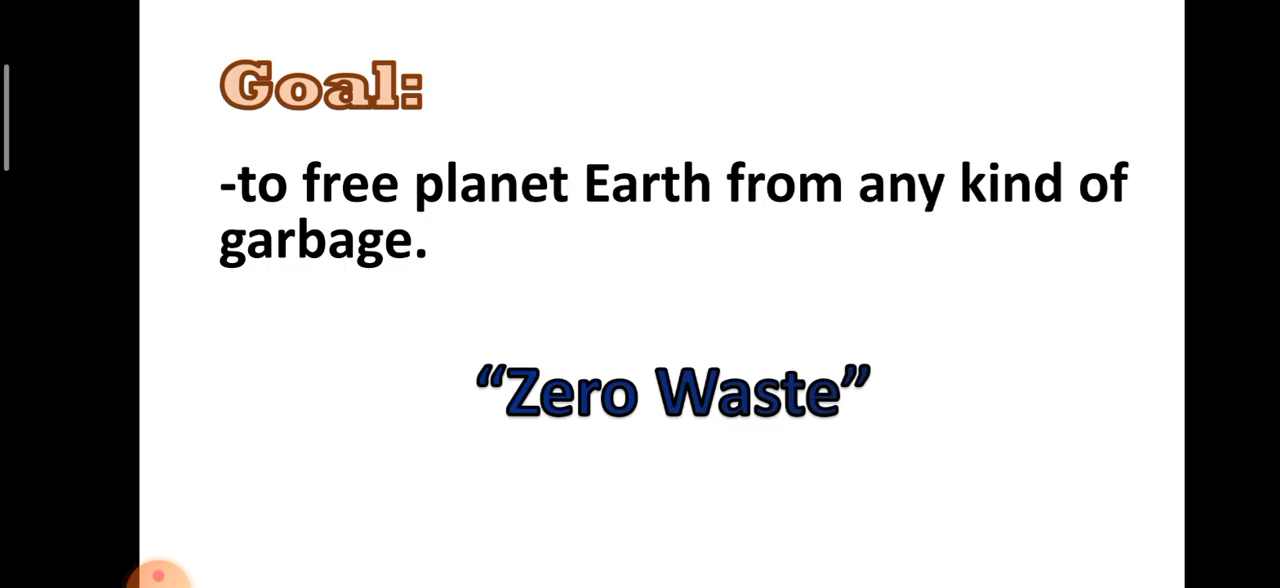 Goal:
-to free planet Earth from any kind of
garbage.
“Zero Waste”